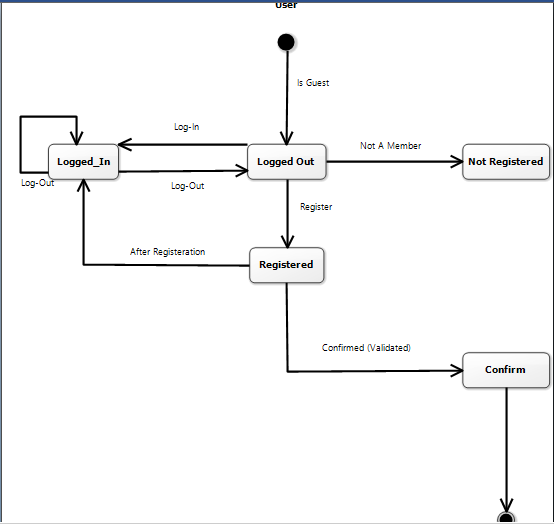 User
Is Guest
Log-In
Not A Member
Logged_In
Logged Out
Not Registered
Log-Out
Log-Out
Register
After Registeration
Registered
Confirmed (Validated)
Confirm